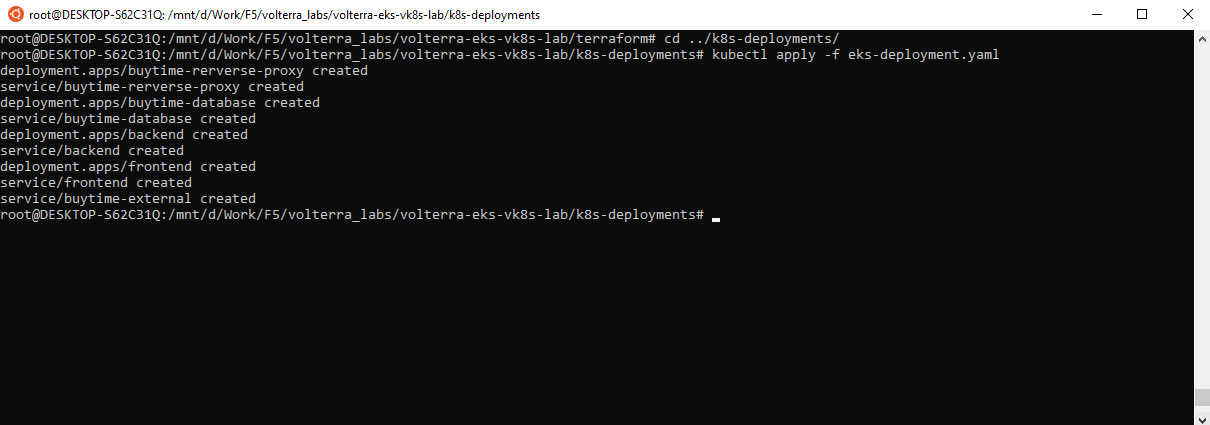 root@DESKTOP-S62C31Q: /mnt/d/Work/F5/volterra_labs/volterra-eks-vk8s-lab/k8s-deployments
root@DESKTOP-S62C31Q:/mnt/d/Work/F5/volterra_labs/volterra-eks-vk8s-lab/terraform# cd ../k8s-deployments/
root@DESKTOP-S62C31Q:/mnt/d/Work/F5/volterra_labs/volterra-eks-vk8s-lab/k8s-deployments# kubectl apply -f eks-deployment.yaml
deployment.apps/buytime-rerverse-proxy created
service/buytime-rerverse-proxy created
deployment.apps/buytime-database created
service/buytime-database created
deployment.apps/backend created
service/backend created
deployment.apps/frontend created
service/frontend created
service/buytime-external created
root@DESKTOP-S62C31Q:/mnt/d/Work/F5/volterra_labs/volterra-eks-vk8s-lab/k8s-deployments#